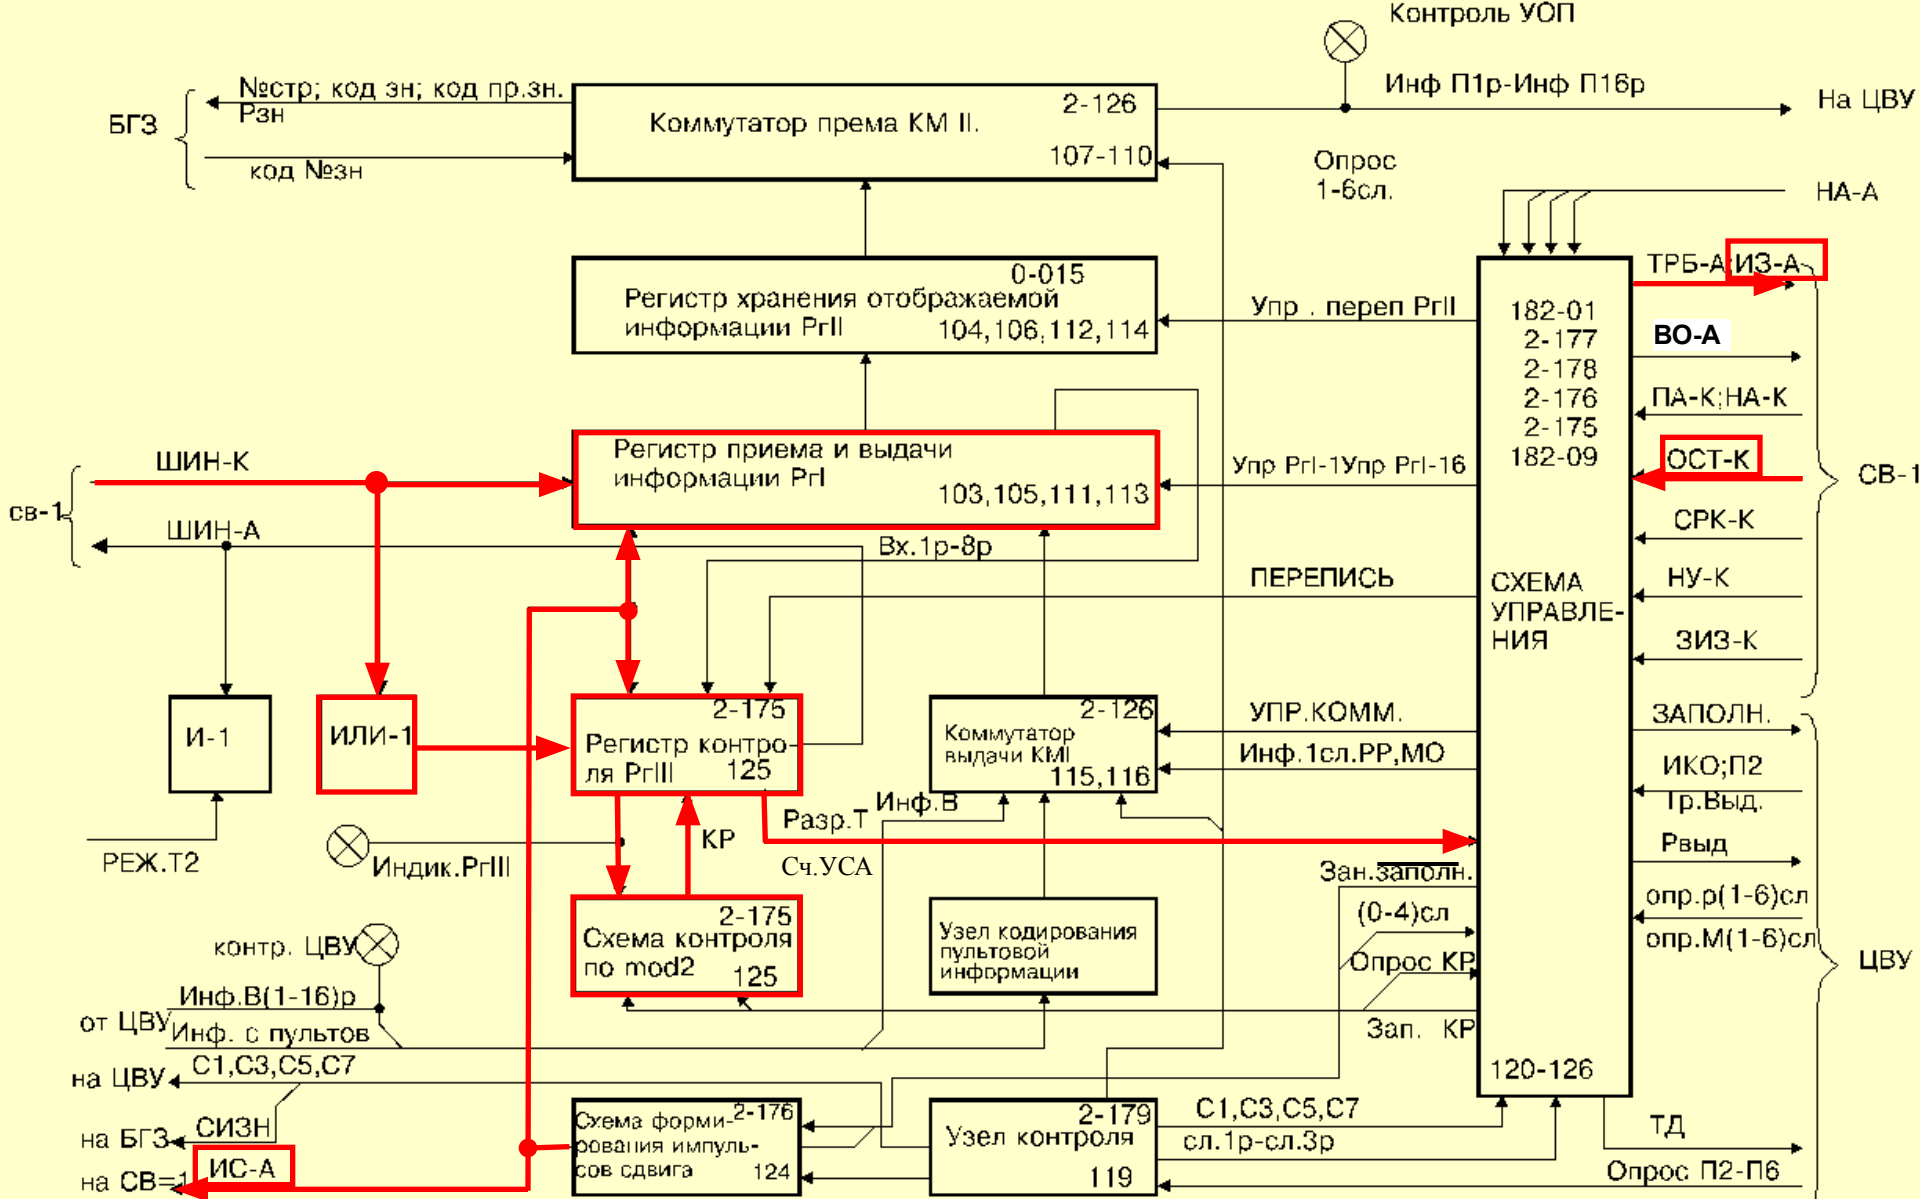 Контроль УОП
№стр; код зн; код пр.зн.
Рзн
БГЗ
код №зн
2-126
Коммутатор према КМ II.
107-110
Инф П1р-Инф П16р
На ЦВУ
Опрос
1-6сл.
НА-А
0-015
Регистр хранения отображаемой
информации РгII
104,106,112,114
Упр . переп РгII
ТРБ-А;ИЗ-А
ВО-А
ПА-К;НА-К
ОСТ-К
СРК-К
НУ-К
ЗИЗ-К
СВ-1
182-01
2-177
2-178
2-176
2-175
182-09
СХЕМА
УПРАВЛЕ-
НИЯ
120-126
ШИН-К
св-1
ШИН-А
Регистр приема и выдачи
информации РгI
103,105,111,113
Упр РгI-1Упр РгI-16
Вх.1р-8р
ПЕРЕПИСЬ
И-1
ИЛИ-1
2-175
Регистр контро-
ля РгIII
125
2-126
Коммутатор
выдачи КМI
115,116
УПР.КОММ.
Инф.1сл.РР,МО
ЗАПОЛН.
ИКО;П2
Тр.Выд.
Рвыд
опр.р(1-6)сл
опр.М(1-6)сл
ЦВУ
РЕЖ.Т2
Индик.РгIII
КР
Разр.Т
Инф.В
Сч.УСА
Зан.заполн.
(0-4)сл
Опрос КР
Зап. КР
2-175
Схема контроля
по mod2
125
Узел кодирования
пультовой
информации
контр. ЦВУ
Инф.В(1-16)р
от ЦВУ
Инф. с пультов
С1,С3,С5,С7
на ЦВУ
СИЗН
на БГЗ
ИС-А
на СВ=1
2-176
Схема форми-
рования импуль-
сов сдвига
124
2-179
Узел контроля
119
С1,С3,С5,С7
сл.1р-сл.3р
ТД
Опрос П2-П6